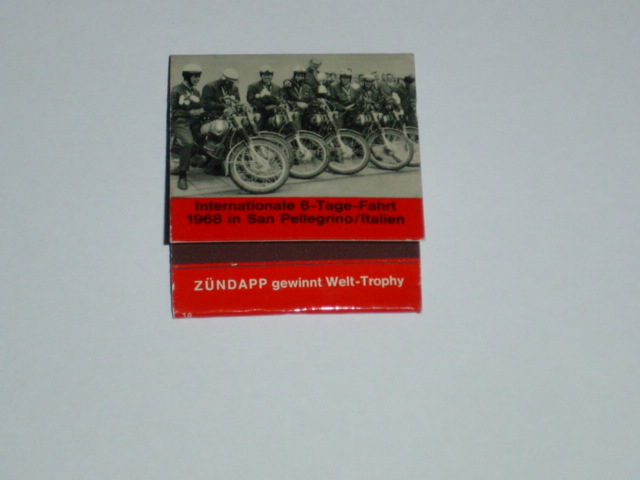 Internationale 6-Tage-Fahrt
1968 in San Pellegrino/Italien
ZÜNDAPP gewinnt Welt-Trophy